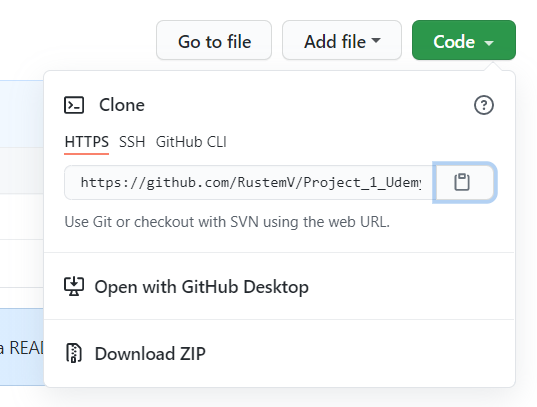 Go to file Add file Code
Clone
HTTPS SSH GitHub CLI
https://github.com/RustemV/Project_1_Udemy
Use Git or checkout with SVN using the web URL.
Open with GitHub Desktop
a READ
Download ZIP